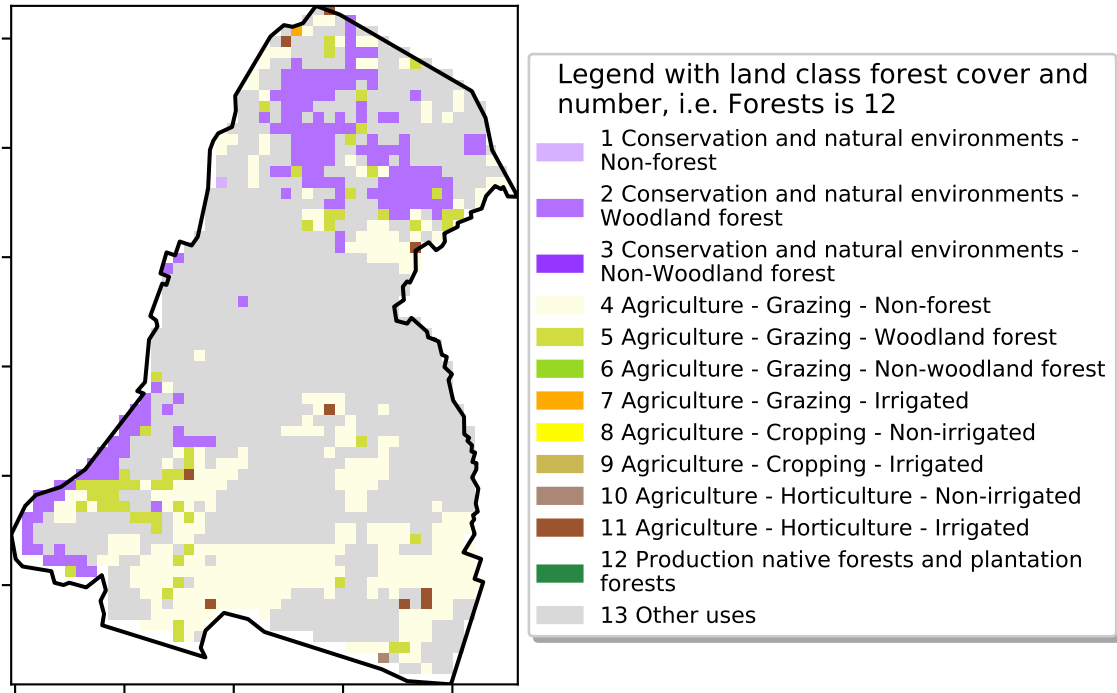 Legend with land class forest cover and
number, i.e. Forests is 12
1 Conservation and natural environments -
Non-forest
2 Conservation and natural environments -
Woodland forest
3 Conservation and natural environments -
Non-Woodland forest
4 Agriculture - Grazing - Non-forest
5 Agriculture - Grazing - Woodland forest
6 Agriculture - Grazing - Non-woodland forest
7 Agriculture - Grazing - Irrigated
8 Agriculture - Cropping - Non-irrigated
9 Agriculture - Cropping - Irrigated
10 Agriculture - Horticulture - Non-irrigated
11 Agriculture - Horticulture - Irrigated
12 Production native forests and plantation
forests
13 Other uses